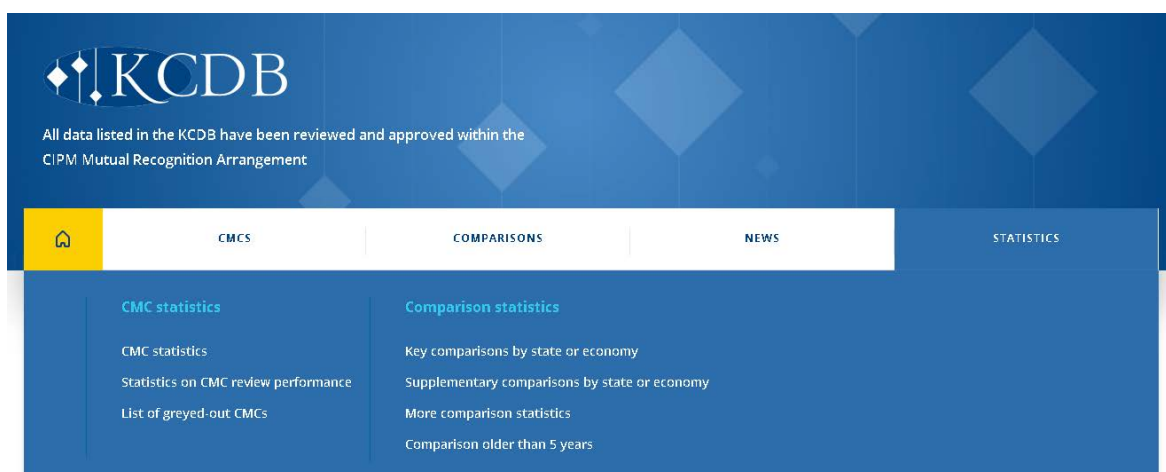 KCDB
All data listed in the KCDB have been reviewed and approved within the
CIPM Mutual Recognition Arrangement
CMCS
COMPARISONS
NEWS
STATISTICS
CMC statistics
CMC statistics
Statistics on CMC review performance
List of greyed-out CMCs
Comparison statistics
Key comparisons by state or economy
Supplementary comparisons by state or economy
More comparison statistics
Comparison older than 5 years